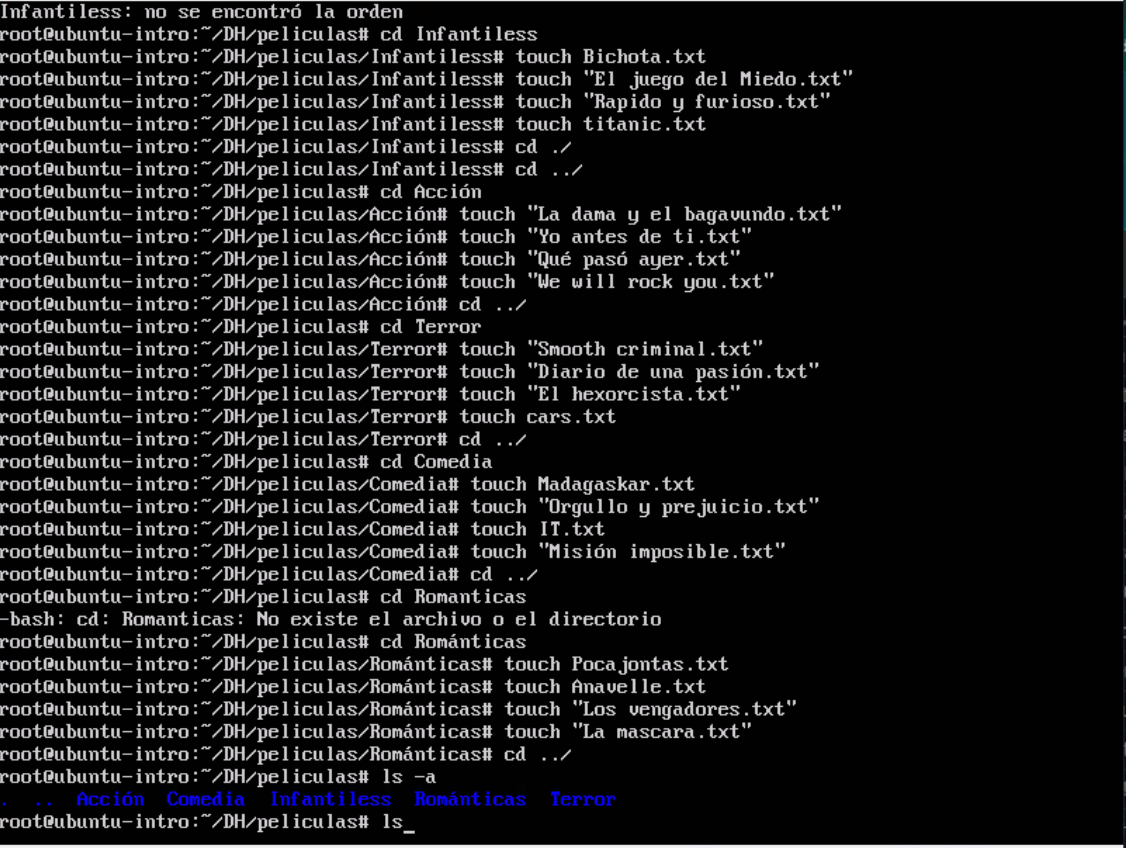 Infantiless: no se encontró la orden
root@ubuntu-intro:~/DH/peliculas# cd Infantiless
root@ubuntu-intro:~/DH/peliculas/Infantiless# touch Bichota.txt
root@ubuntu-intro:~/DH/peliculas/Infantiless# touch "El juego del Miedo.txt"
root@ubuntu-intro:~/DH/peliculas/Infantiless# touch "Rapido y furioso.txt"
root@ubuntu-intro:~/DH/peliculas/Infantiless# touch titanic.txt
root@ubuntu-intro:~/DH/peliculas/Infantiless# cd ./
root@ubuntu-intro:~/DH/peliculas/Infantiless# cd ../
root@ubuntu-intro:~/DH/peliculas# cd Acción
root@ubuntu-intro:~/DH/peliculas/Acción# touch "La dama y el bagavundo.txt"
root@ubuntu-intro:~/DH/peliculas/Acción# touch "Yo antes de ti.txt"
root@ubuntu-intro:~/DH/peliculas/Acción# touch "Qué pasó ayer.txt"
root@ubuntu-intro:~/DH/peliculas/Acción# touch "We will rock you.txt"
root@ubuntu-intro:~/DH/peliculas/Acción# cd ../
root@ubuntu-intro:~/DH/peliculas# cd Terror
root@ubuntu-intro:~/DH/peliculas/Terror# touch "Smooth criminal.txt"
root@ubuntu-intro:~/DH/peliculas/Terror# touch "Diario de una pasión.txt"
root@ubuntu-intro:~/DH/peliculas/Terror# touch "El hexorcista.txt"
root@ubuntu-intro:~/DH/peliculas/Terror# touch cars.txt
root@ubuntu-intro:~/DH/peliculas/Terror# cd ../
root@ubuntu-intro:~/DH/peliculas# cd Comedia
root@ubuntu-intro:~/DH/peliculas/Comedia# touch Madagaskar.txt
root@ubuntu-intro:~/DH/peliculas/Comedia# touch "Orgullo y prejuicio.txt"
root@ubuntu-intro:~/DH/peliculas/Comedia# touch IT.txt
root@ubuntu-intro:~/DH/peliculas/Comedia# touch "Misión imposible.txt"
root@ubuntu-intro:~/DH/peliculas/Comedia# cd ../
root@ubuntu-intro:~/DH/peliculas# cd Romanticas
-bash: cd: Romanticas: No existe el archivo o el directorio
root@ubuntu-intro:~/DH/peliculas# cd Románticas
root@ubuntu-intro:~/DH/peliculas/Románticas# touch Pocajontas.txt
root@ubuntu-intro:~/DH/peliculas/Románticas# touch Anavelle.txt
root@ubuntu-intro:~/DH/peliculas/Románticas# touch "Los vengadores.txt"
root@ubuntu-intro:~/DH/peliculas/Románticas# touch "La mascara.txt"
root@ubuntu-intro:~/DH/peliculas/Románticas# cd ../
root@ubuntu-intro:~/DH/peliculas# ls -a
. .. Acción Comedia Infantiless Románticas Terror
root@ubuntu-intro:~/DH/peliculas# ls_